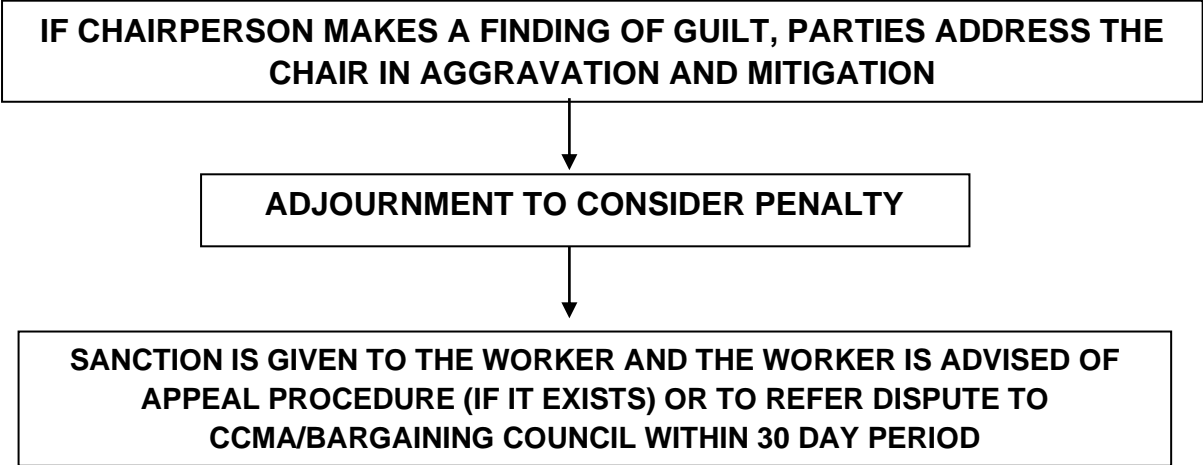 IF CHAIRPERSON MAKES A FINDING OF GUILT, PARTIES ADDRESS THE
CHAIR IN AGGRAVATION AND MITIGATION
ADJOURNMENT TO CONSIDER PENALTY
SANCTION IS GIVEN TO THE WORKER AND THE WORKER IS ADVISED OF
APPEAL PROCEDURE (IF IT EXISTS) OR TO REFER DISPUTE TO
CCMA/BARGAINING COUNCIL WITHIN 30 DAY PERIOD